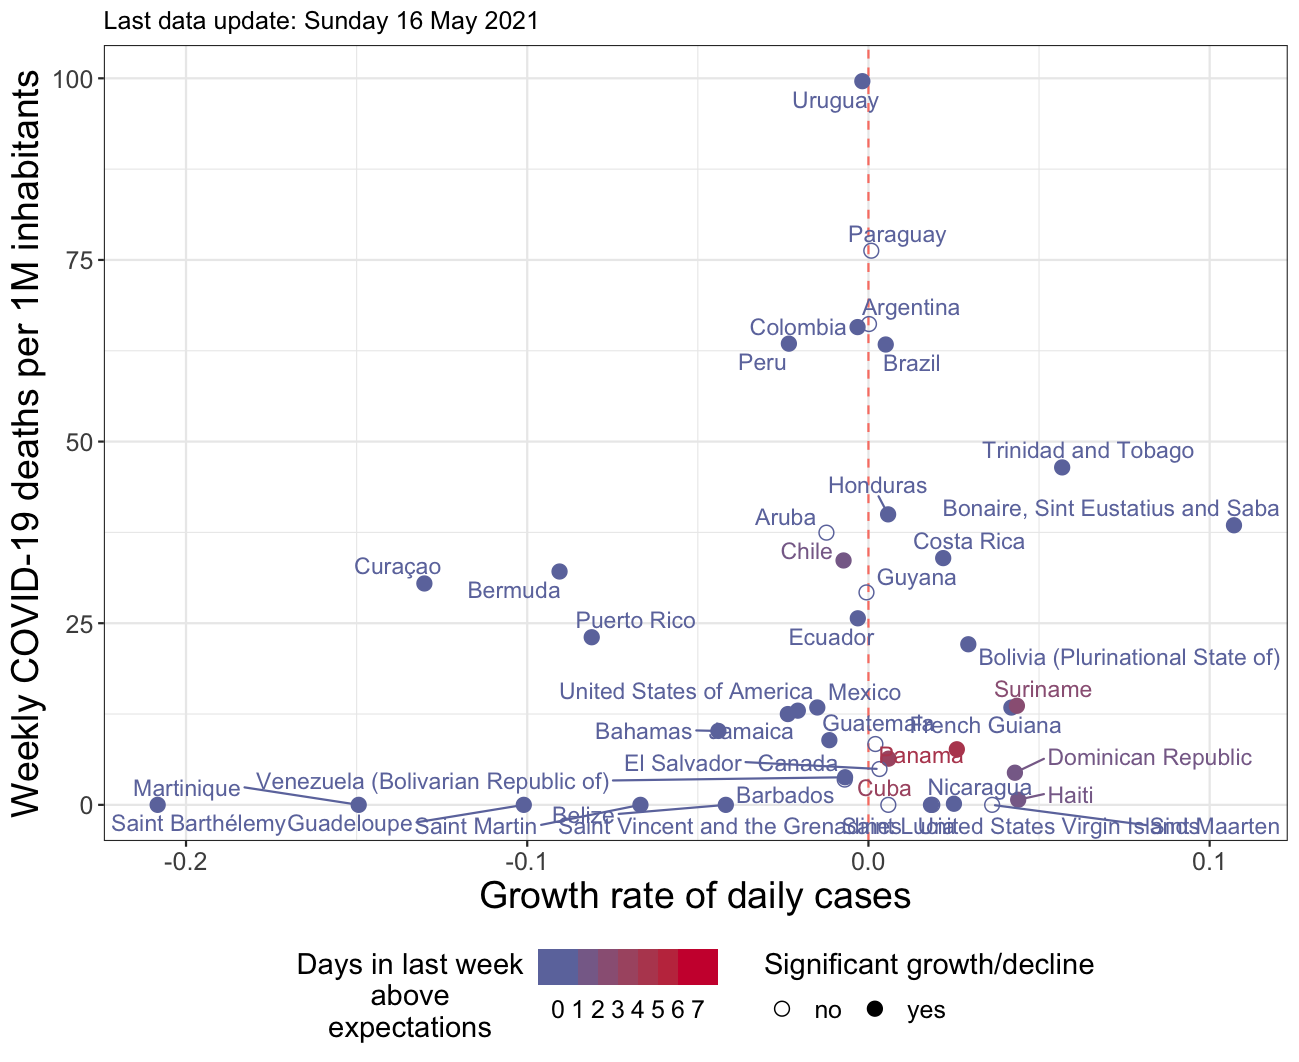 Last data update: Sunday 16 May 2021
Weekly COVID-19 deaths per 1M inhabitants
100
75
50
25
0
Uruguay
Paraguay
Argentina
Colombia
Peru
Brazil
Trinidad and Tobago
Honduras
Bonaire, Sint Eustatius and Saba
Aruba
Costa Rica
Chile
Curaçao
Guyana
Bermuda
Puerto Rico
Ecuador
Bolivia (Plurinational State of)
Suriname
United States of America
Mexico
Guatemala
French Guiana
Bahamas
Jamaica
Panama
Dominican Republic
El Salvador
Canada
Venezuela (Bolivarian Republic of)
Martinique
Cuba
Nicaragua
Haiti
Barbados
Belize
Saint Barthélemy
Guadeloupe
Saint Martin
Saint Vincent and the Grenadines
Saint Lucia
United States Virgin Islands
Sint Maarten
-0.2
-0.1
0.0
0.1
Growth rate of daily cases
Days in last week
above
expectations
0 1 2 3 4 5 6 7
Significant growth/decline
no
yes